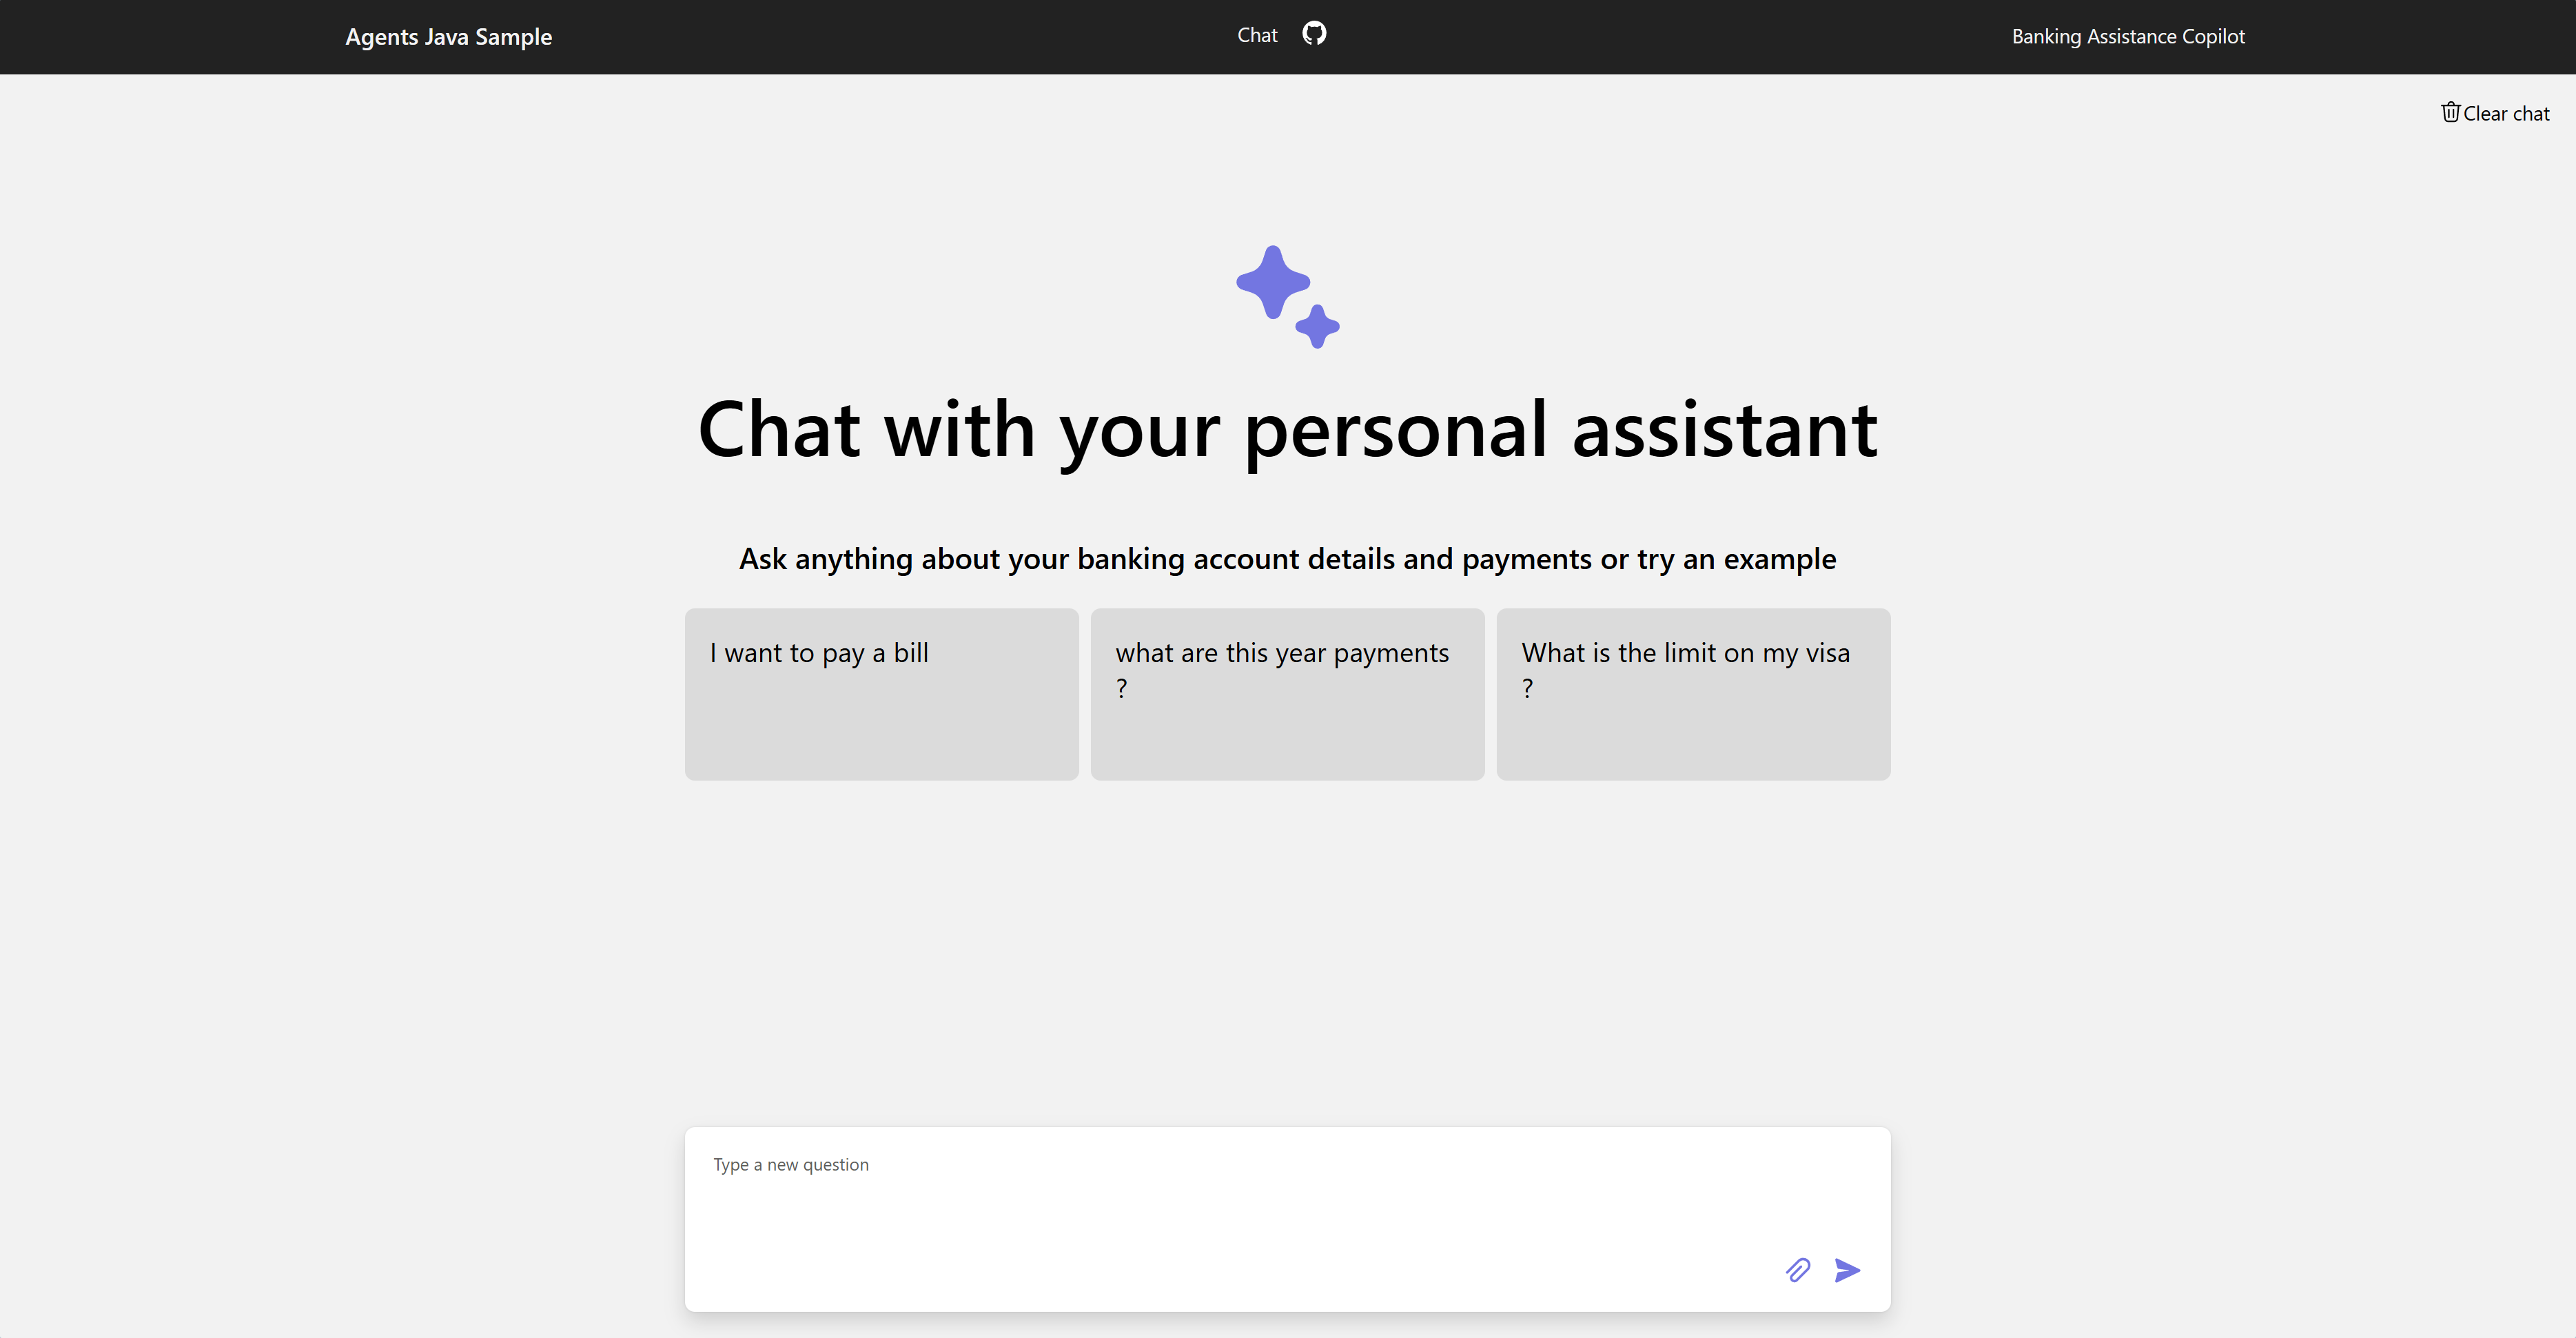 Agents Java Sample
Chat
Banking Assistance Copilot
Clear chat
Chat with your personal assistant
Ask anything about your banking account details and payments or try an example
I want to pay a bill
what are this year payments
?
What is the limit on my visa
?
Type a new question